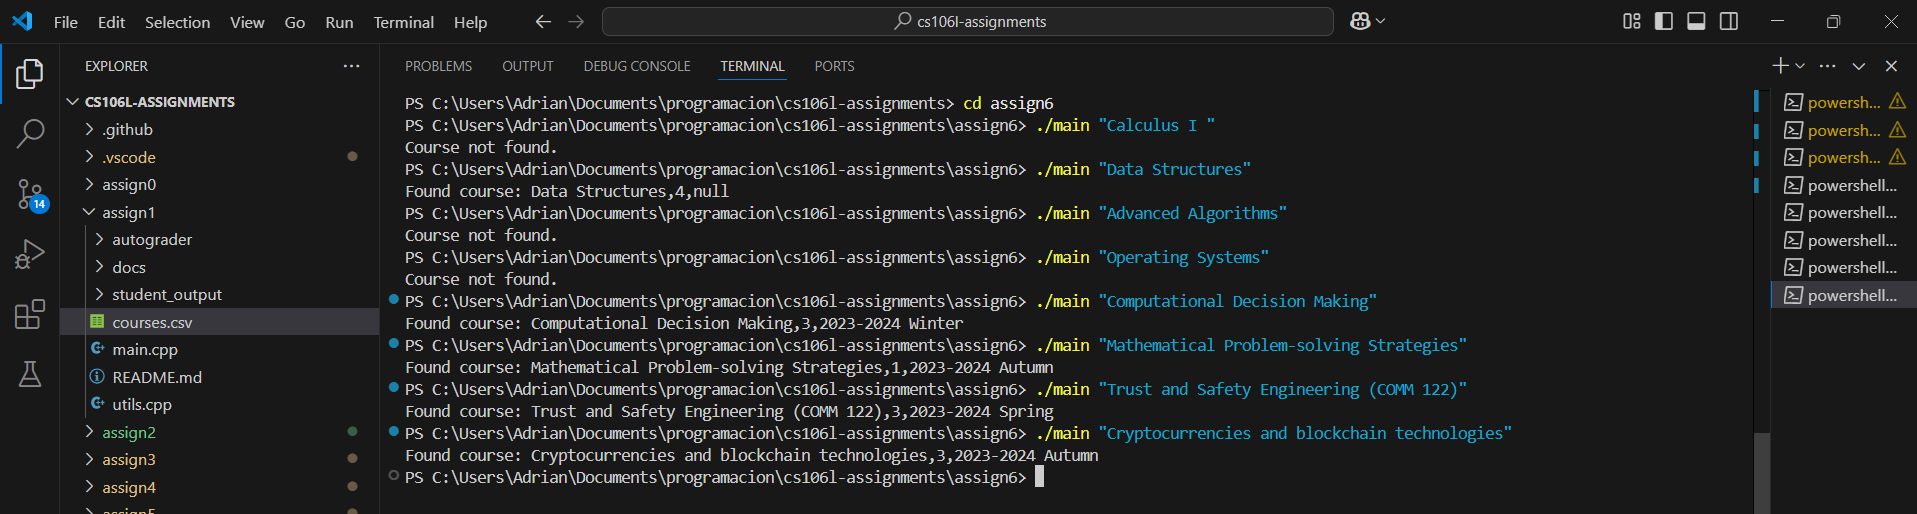 File Edit Selection View Go Run Terminal Help
cs106l-assignments
EXPLORER
CS106L-ASSIGNMENTS
.github
.vscode
assign0
assign1
autograder
docs
student_output
courses.csv
main.cpp
README.md
utils.cpp
assign2
assign3
assign4
assign5
14
PROBLEMS OUTPUT DEBUG CONSOLE TERMINAL PORTS
PS C:\Users\Adrian\Documents\programacion\cs106l-assignments> cd assign6
PS C:\Users\Adrian\Documents\programacion\cs106l-assignments\assign6> ./main "Calculus I "
Course not found.
PS C:\Users\Adrian\Documents\programacion\cs106l-assignments\assign6> ./main "Data Structures"
Found course: Data Structures,4,null
PS C:\Users\Adrian\Documents\programacion\cs106l-assignments\assign6> ./main "Advanced Algorithms"
Course not found.
PS C:\Users\Adrian\Documents\programacion\cs106l-assignments\assign6> ./main "Operating Systems"
Course not found.
PS C:\Users\Adrian\Documents\programacion\cs106l-assignments\assign6> ./main "Computational Decision Making"
Found course: Computational Decision Making,3,2023-2024 Winter
PS C:\Users\Adrian\Documents\programacion\cs106l-assignments\assign6> ./main "Mathematical Problem-solving Strategies"
Found course: Mathematical Problem-solving Strategies,1,2023-2024 Autumn
PS C:\Users\Adrian\Documents\programacion\cs106l-assignments\assign6> ./main "Trust and Safety Engineering (COMM 122)"
Found course: Trust and Safety Engineering (COMM 122),3,2023-2024 Spring
PS C:\Users\Adrian\Documents\programacion\cs106l-assignments\assign6> ./main "Cryptocurrencies and blockchain technologies"
Found course: Cryptocurrencies and blockchain technologies,3,2023-2024 Autumn
PS C:\Users\Adrian\Documents\programacion\cs106l-assignments\assign6>
powersh...
powersh...
powersh...
powershell...
powershell...
powershell...
powershell...
powershell...